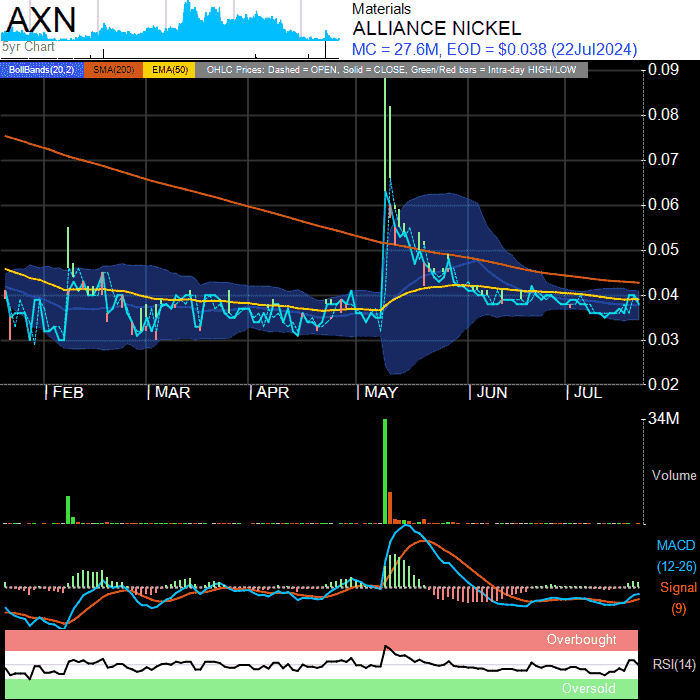 AXN
5yr Chart
Materials
ALLIANCE NICKEL
MC = 27.6M, EOD = $0.038 (22Jul2024)
BollBands(20,2) SMA(200) EMA(50) OHLC Prices: Dashed = OPEN, Solid = CLOSE, Green/Red bars = Intra-day HIGH/LOW
0.09
0.08
0.07
0.06
0.05
0.04
0.03
0.02
FEB MAR APR MAY JUN JUL
34M
Volume
MACD
(12-26)
Signal
(9)
Overbought
RSI(14)
Oversold